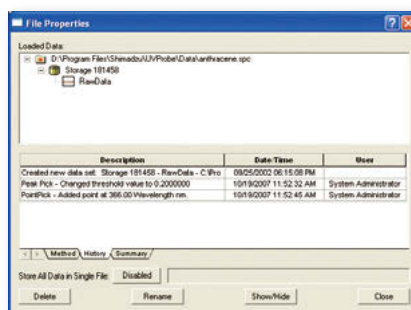 File Properties
Loaded Data:
D:\Program Files\Shimadzu\UVProbe\Data\anthracene.spc
Storage 181458
RawData
Description Date/Time User
Created new data set. Storage 181458 - RawData - C:\Pro 09/25/2002 06:15:08 PM
Peak Pick - Changed threshold value to 0.2000000 10/19/2007 11:52:32 AM System Administrator
PointPick - Added point at 366.00 Wavelength nm. 10/19/2007 11:52:45 AM System Administrator
Method History Summary
Store All Data in Single File: Disabled
Delete Rename Show/Hide Close